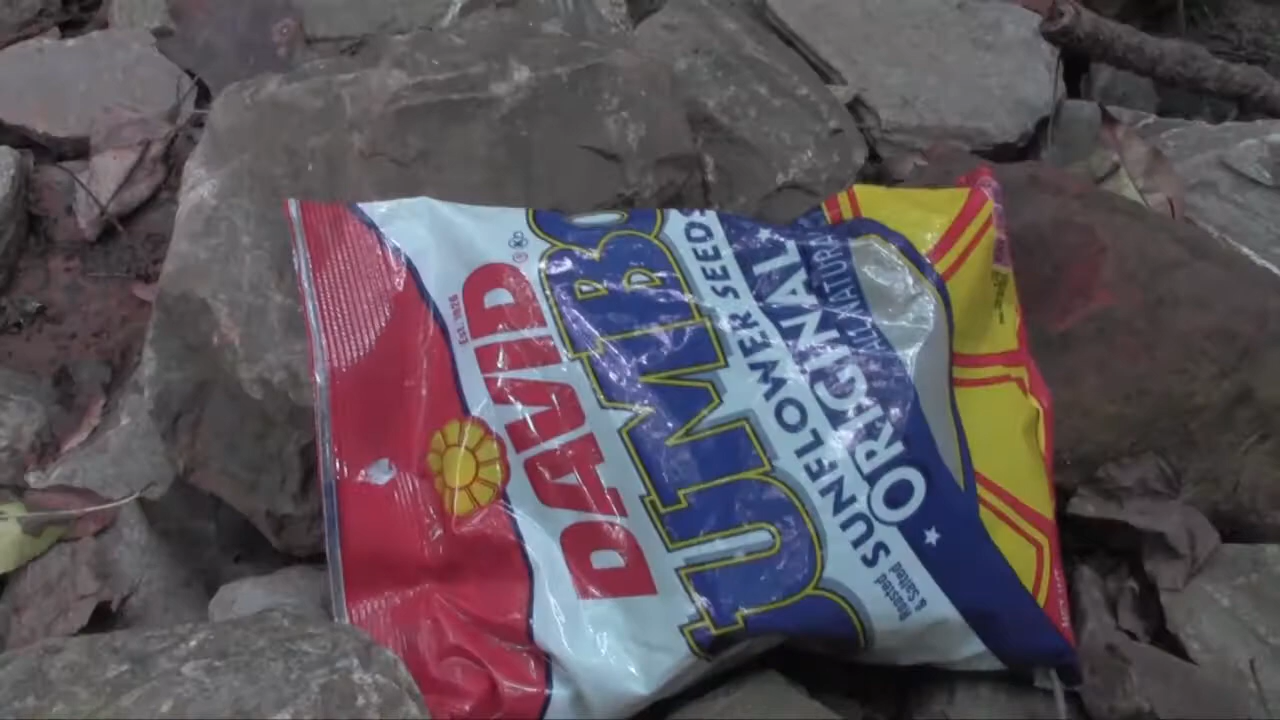 EST. 1926
DAVID
JUMBO
Roasted
& Salted
SUNFLOWER SEEDS
ORIGINAL
ALL NATURAL